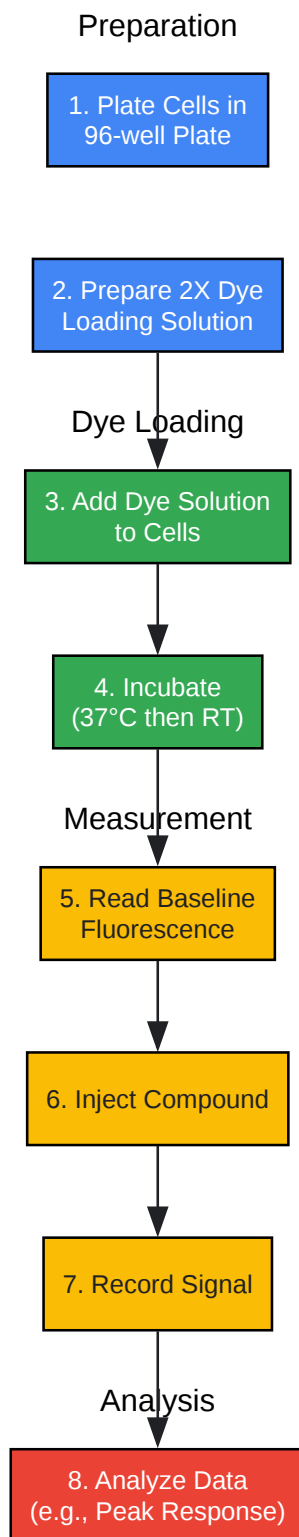 Preparation
1. Plate Cells in
96-well Plate
2. Prepare 2X Dye
Loading Solution
Dye Loading
3. Add Dye Solution
to Cells
4. Incubate
(37°C then RT)
Measurement
5. Read Baseline
Fluorescence
6. Inject Compound
7. Record Signal
Analysis
8. Analyze Data
(e.g., Peak Response)